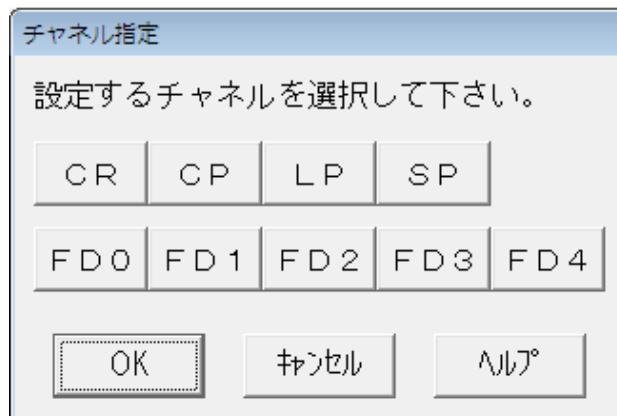 チャネル指定
設定するチャネルを選択して下さい。
ＣＲ ＣＰ ＬＰ ＳＰ
ＦＤ０ ＦＤ１ ＦＤ２ ＦＤ３ ＦＤ４
OK ｷｬﾝｾﾙ ﾍﾙﾌﾟ